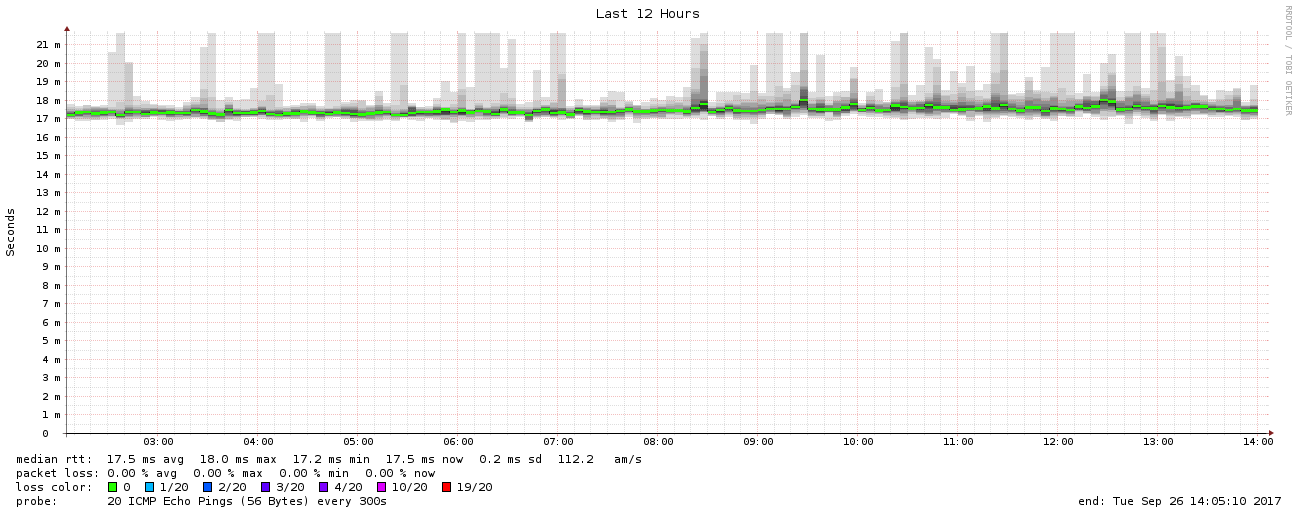 Last 12 Hours
RRDTOOL / TOBI OETIKER
Seconds
21 m
20 m
19 m
18 m
17 m
16 m
15 m
14 m
13 m
12 m
11 m
10 m
9 m
8 m
7 m
6 m
5 m
4 m
3 m
2 m
1 m
0
03:00 04:00 05:00 06:00 07:00 08:00 09:00 10:00 11:00 12:00 13:00 14:00
median rtt: 17.5 ms avg 18.0 ms max 17.2 ms min 17.5 ms now 0.2 ms sd 112.2 am/s
packet loss: 0.00 % avg 0.00 % max 0.00 % min 0.00 % now
loss color: 0 1/20 2/20 3/20 4/20 10/20 19/20
probe: 20 ICMP Echo Pings (56 Bytes) every 300s end: Tue Sep 26 14:05:10 2017